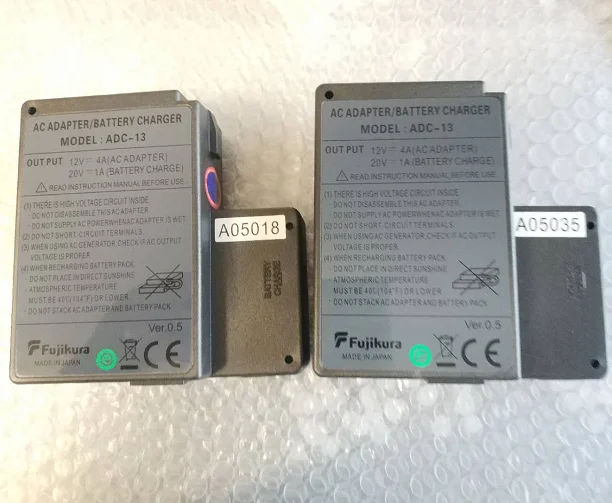 AC ADAPTER/BATTERY CHARGER
MODEL : ADC-13
OUTPUT 12V ⎓ 4A(AC ADAPTER)
20V ⎓ 1A(BATTERY CHARGE)
⚠ READ INSTRUCTION MANUAL BEFORE USE.
(1) THERE IS HIGH VOLTAGE CIRCUIT INSIDE.
· DO NOT DISASSEMBLE THIS AC ADAPTER.
· DO NOT SUPPLY AC POWER WHEN AC ADAPTER IS WET.
(2) DO NOT SHORT-CIRCUIT TERMINALS.
(3) WHEN USING AC GENERATOR, CHECK IF AC OUTPUT
VOLTAGE IS PROPER.
(4) WHEN RECHARGING BATTERY PACK,
· DO NOT PLACE IN DIRECT SUNSHINE
· ATMOSPHERIC TEMPERATURE
MUST BE 40C(104°F) OR LOWER.
· DO NOT STACK AC ADAPTER AND BATTERY PACK.
Ver.0.5
Fujikura
MADE IN JAPAN
CE
A05018
BATTERY
CHARGE
AC ADAPTER/BATTERY CHARGER
MODEL : ADC-13
OUTPUT 12V ⎓ 4A(AC ADAPTER)
20V ⎓ 1A(BATTERY CHARGE)
⚠ READ INSTRUCTION MANUAL BEFORE USE.
(1) THERE IS HIGH VOLTAGE CIRCUIT INSIDE.
· DO NOT DISASSEMBLE THIS AC ADAPTER.
· DO NOT SUPPLY AC POWER WHEN AC ADAPTER IS WET.
(2) DO NOT SHORT-CIRCUIT TERMINALS.
(3) WHEN USING AC GENERATOR, CHECK IF AC OUTPUT
VOLTAGE IS PROPER.
(4) WHEN RECHARGING BATTERY PACK,
· DO NOT PLACE IN DIRECT SUNSHINE
· ATMOSPHERIC TEMPERATURE
MUST BE 40C(104°F) OR LOWER.
· DO NOT STACK AC ADAPTER AND BATTERY PACK.
Ver.0.5
Fujikura
MADE IN JAPAN
CE
A05035